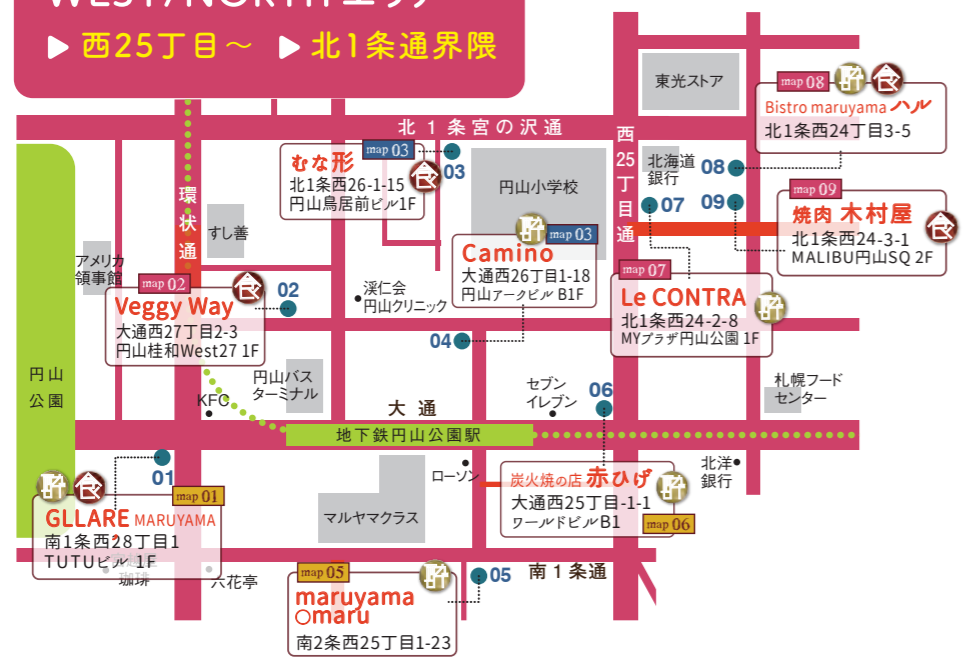 WEST/NORTHエリア
▶ 西25丁目～ ▶ 北1条通界隈
東光ストア
map 08
酐
食
Bistro maruyama ハル
北1条西24丁目3-5
北1条宮の沢通
西25丁目通
北海道
銀行
08
07
09
map 09
焼肉 木村屋
食
北1条西24-3-1
MALIBU円山SQ 2F
map 03
むな形
食
03
北1条西26-1-15
円山鳥居前ビル1F
円山小学校
環状通
すし善
アメリカ
領事館
map 03
Camino
大通西26丁目1-18
円山アークビル B1F
map 07
Le CONTRA
北1条西24-2-8
MYプラザ円山公園 1F
map 02
食
02
Veggy Way
大通西27丁目2-3
円山桂和West27 1F
渓仁会
円山クリニック
04
円山
公園
KFC
円山バス
ターミナル
大通
セブン
イレブン
06
札幌フード
センター
地下鉄円山公園駅
01
食
map 01
GLLARE MARUYAMA
南1条西28丁目1
TUTUビル 1F
珈琲
六花亭
マルヤマクラス
ローソン
炭火焼の店 赤ひげ
大通西25丁目-1-1
ワールドビルB1
map 06
北洋
銀行
map 05
maruyama
○maru
南2条西25丁目1-23
05
南1条通